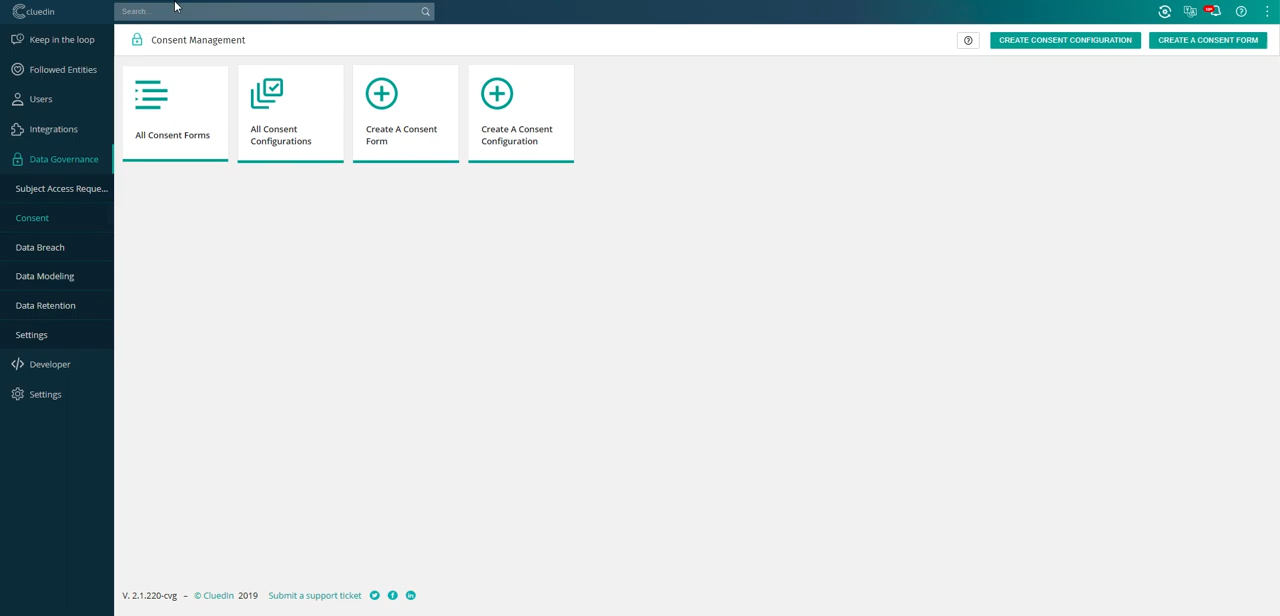 cluedin
Search...
10+
Keep in the loop
Followed Entities
Users
Integrations
Data Governance
Subject Access Reque...
Consent
Data Breach
Data Modeling
Data Retention
Settings
Developer
Settings
Consent Management
CREATE CONSENT CONFIGURATION
CREATE A CONSENT FORM
All Consent Forms
All Consent
Configurations
Create A Consent
Form
Create A Consent
Configuration
V. 2.1.220-cvg – © CluedIn 2019 Submit a support ticket